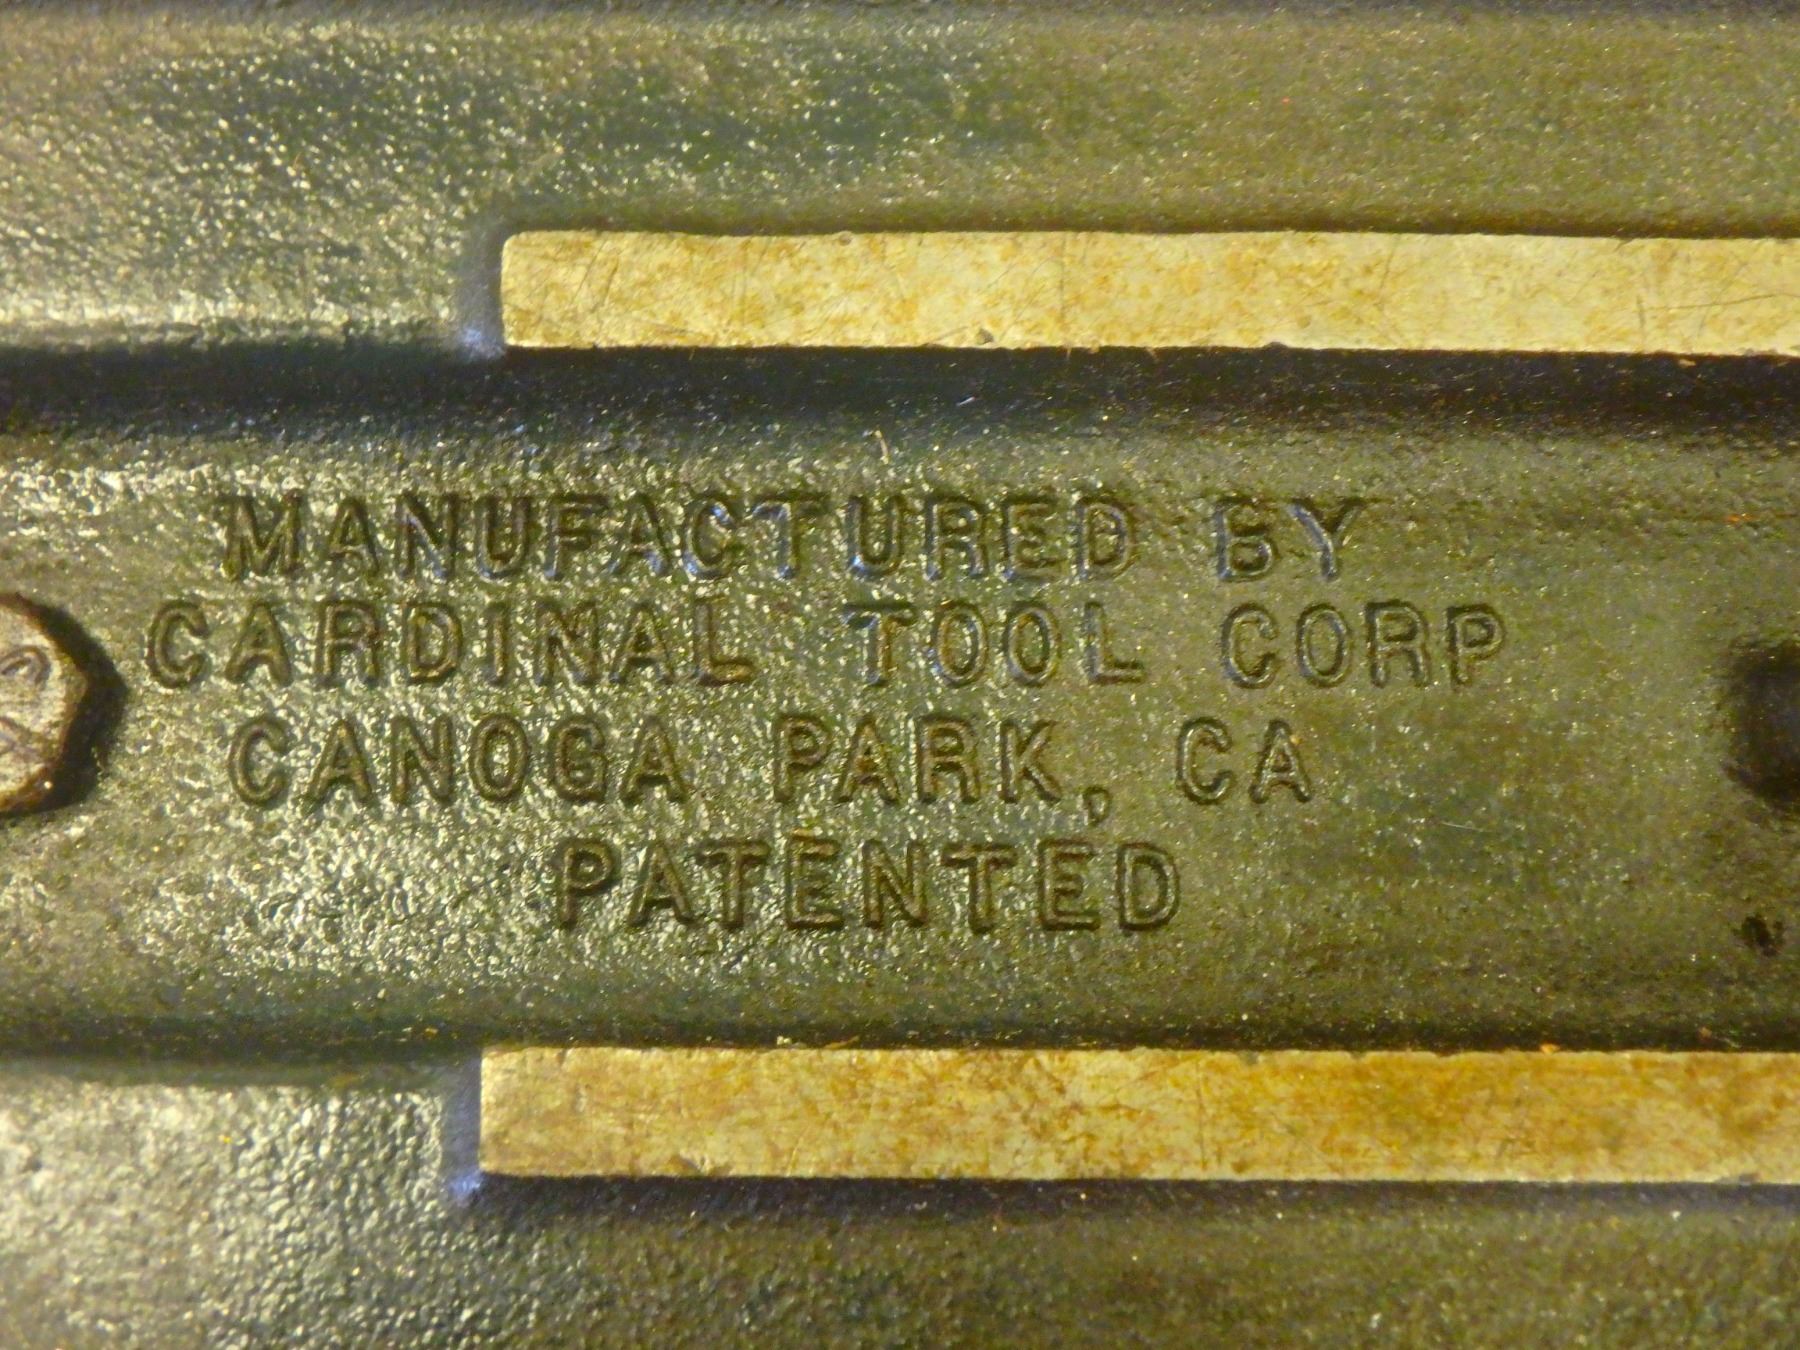 MANUFACTURED BY
CARDINAL TOOL CORP
CANOGA PARK, CA
PATENTED